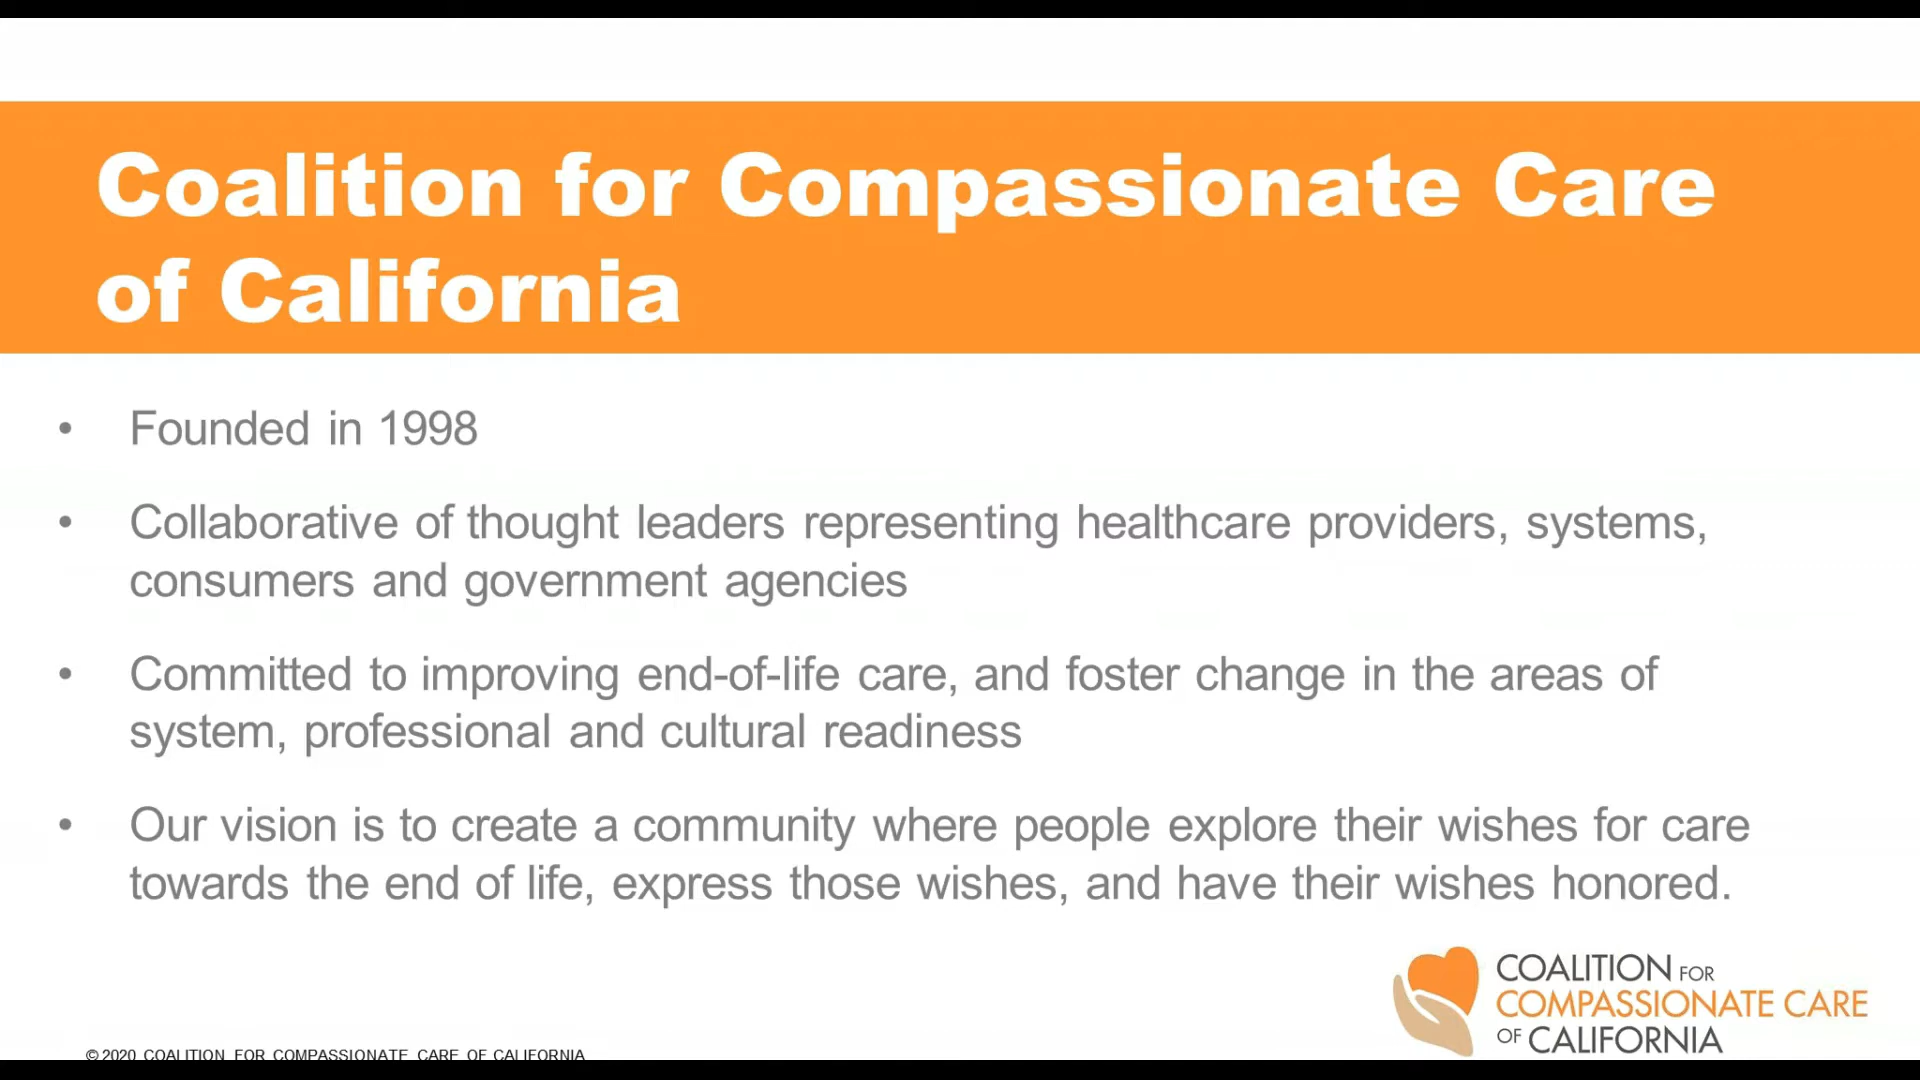 Coalition for Compassionate Care
of California
• Founded in 1998
• Collaborative of thought leaders representing healthcare providers, systems,
consumers and government agencies
• Committed to improving end-of-life care, and foster change in the areas of
system, professional and cultural readiness
• Our vision is to create a community where people explore their wishes for care
towards the end of life, express those wishes, and have their wishes honored.
COALITION FOR
COMPASSIONATE CARE
OF CALIFORNIA
© 2020 COALITION FOR COMPASSIONATE CARE OF CALIFORNIA